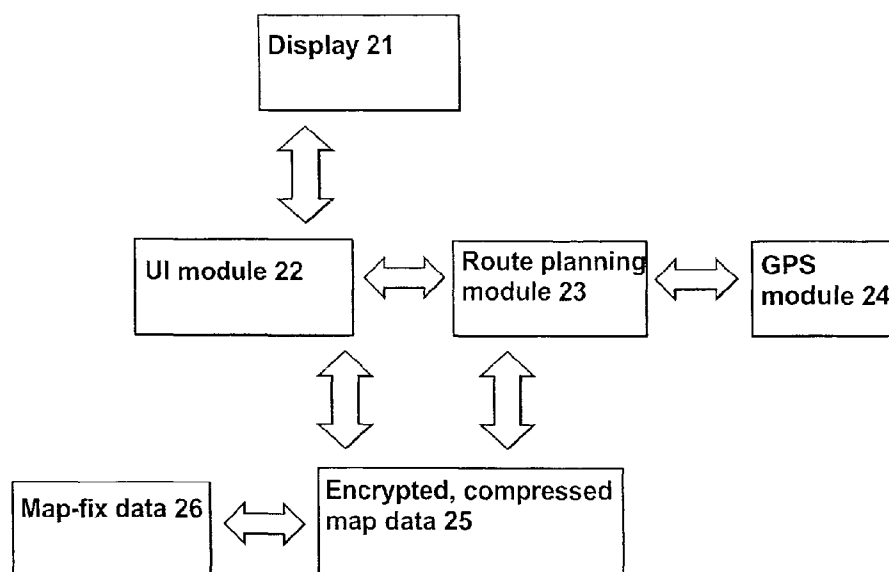 Display 21
UI module 22
Route planning
module 23
GPS
module 24
Map-fix data 26
Encrypted, compressed
map data 25